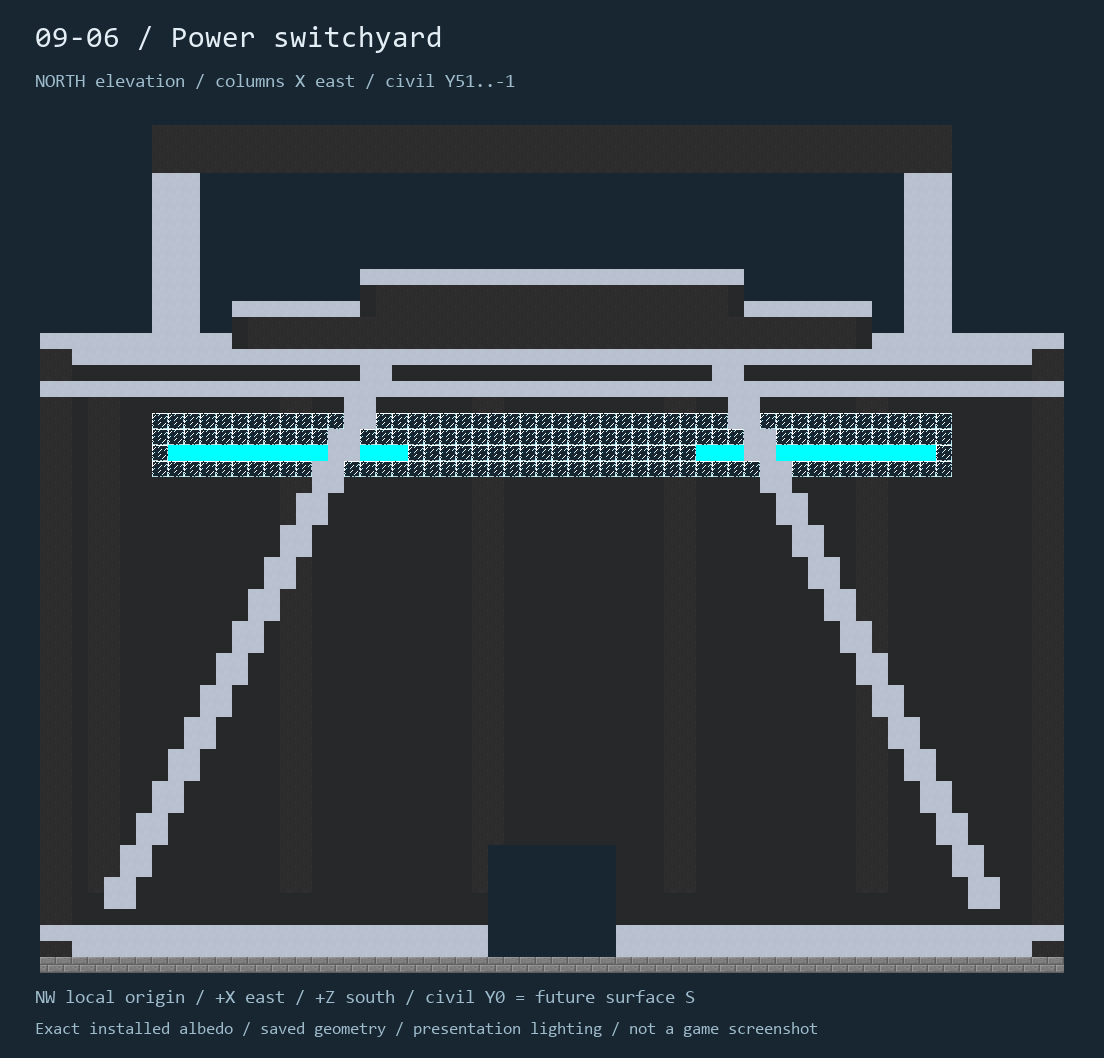 09-06 / Power switchyard
NORTH elevation / columns X east / civil Y51..-1
NW local origin / +X east / +Z south / civil Y0 = future surface S
Exact installed albedo / saved geometry / presentation lighting / not a game screenshot